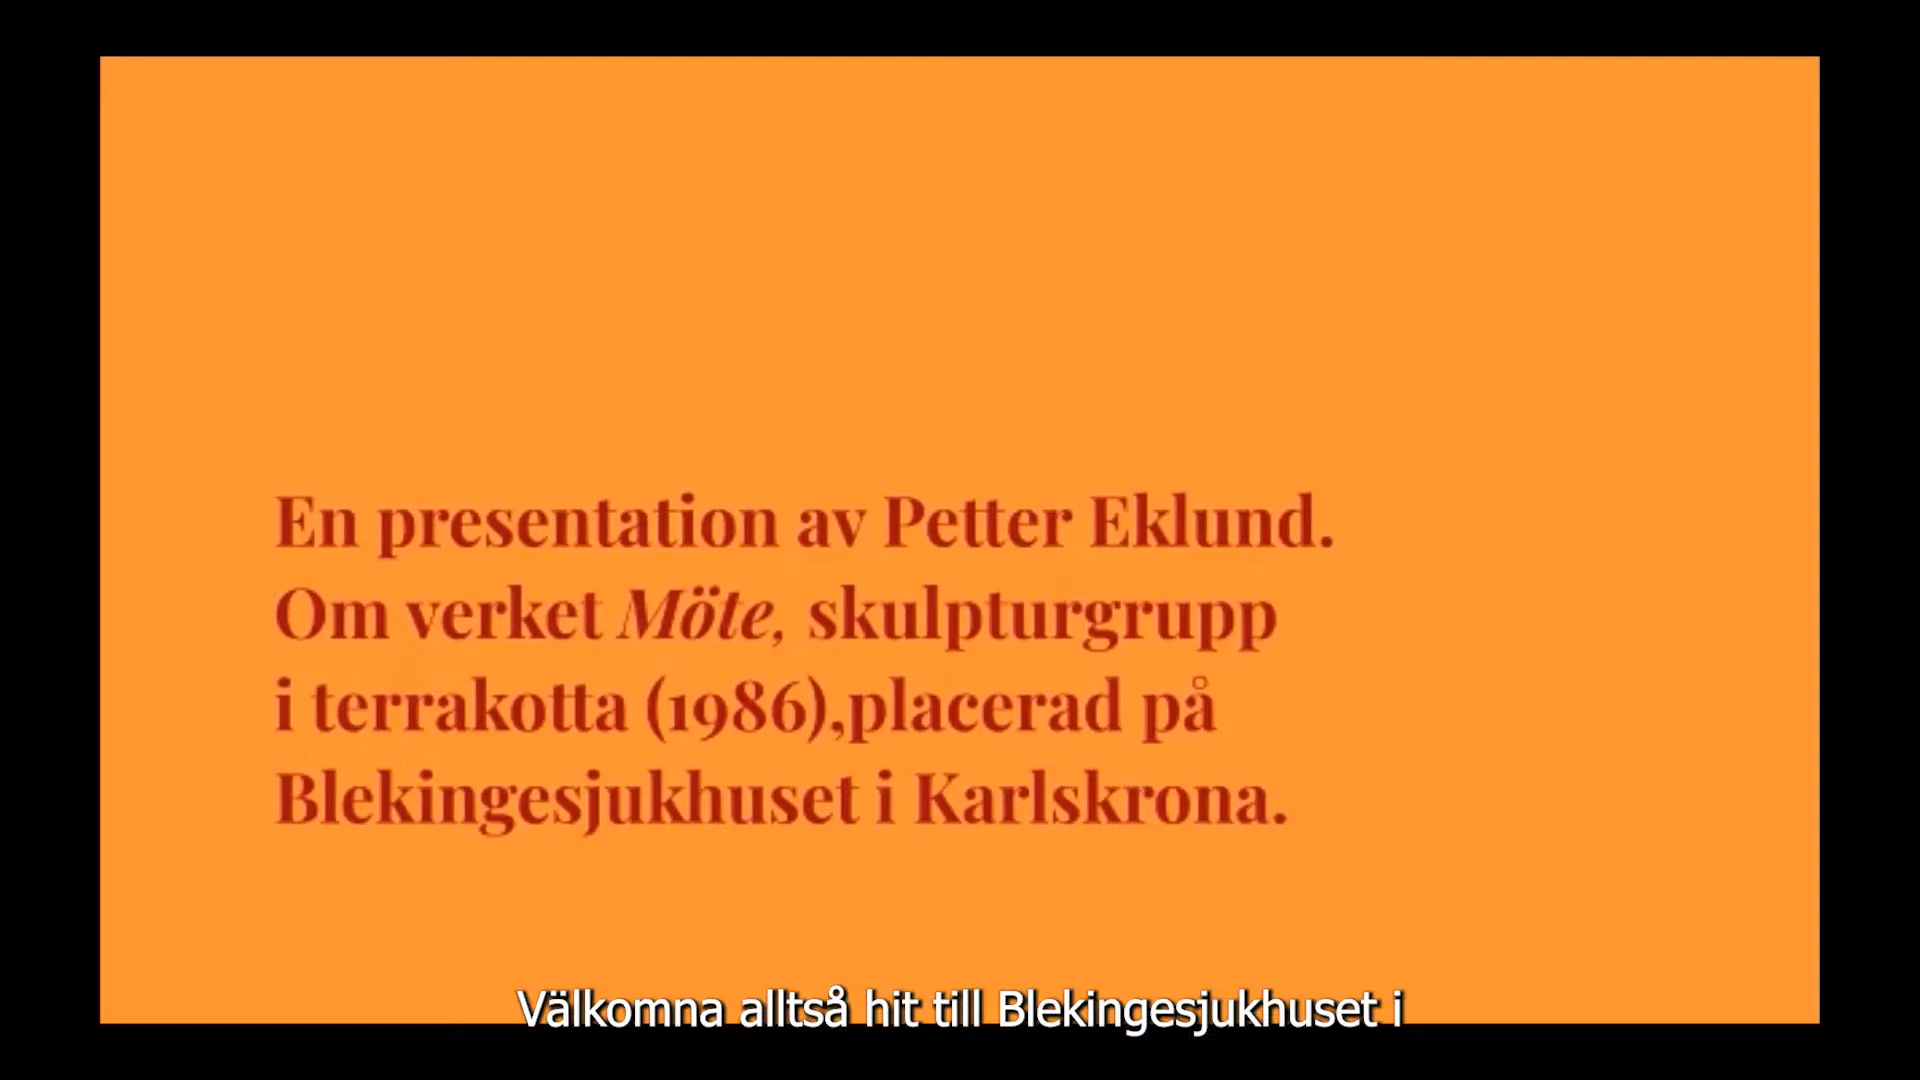 En presentation av Petter Eklund.
Om verket Möte, skulpturgrupp
i terrakotta (1986),placerad på
Blekingesjukhuset i Karlskrona.
Välkomna alltså hit till Blekingesjukhuset i